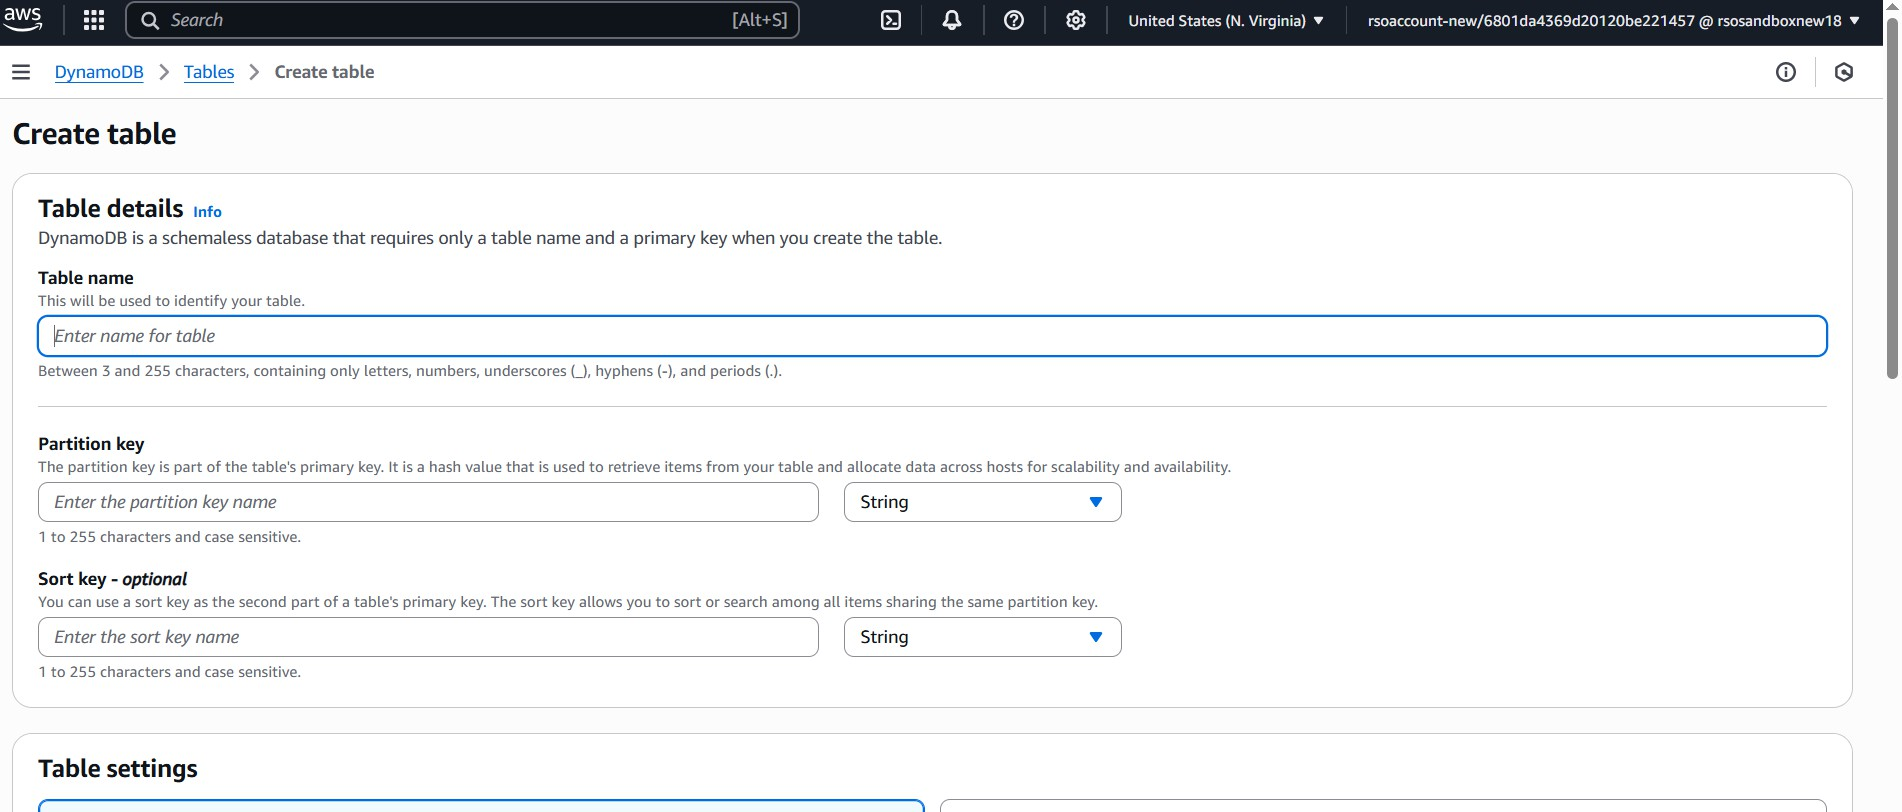 aws
Search [Alt+S]
United States (N. Virginia)
rsoaccount-new/6801da4369d20120be221457 @ rsosandboxnew18
DynamoDB
Tables
Create table
Create table
Table details Info
DynamoDB is a schemaless database that requires only a table name and a primary key when you create the table.
Table name
This will be used to identify your table.
Enter name for table
Between 3 and 255 characters, containing only letters, numbers, underscores (_), hyphens (-), and periods (.).
Partition key
The partition key is part of the table's primary key. It is a hash value that is used to retrieve items from your table and allocate data across hosts for scalability and availability.
Enter the partition key name
String
1 to 255 characters and case sensitive.
Sort key - optional
You can use a sort key as the second part of a table's primary key. The sort key allows you to sort or search among all items sharing the same partition key.
Enter the sort key name
String
1 to 255 characters and case sensitive.
Table settings